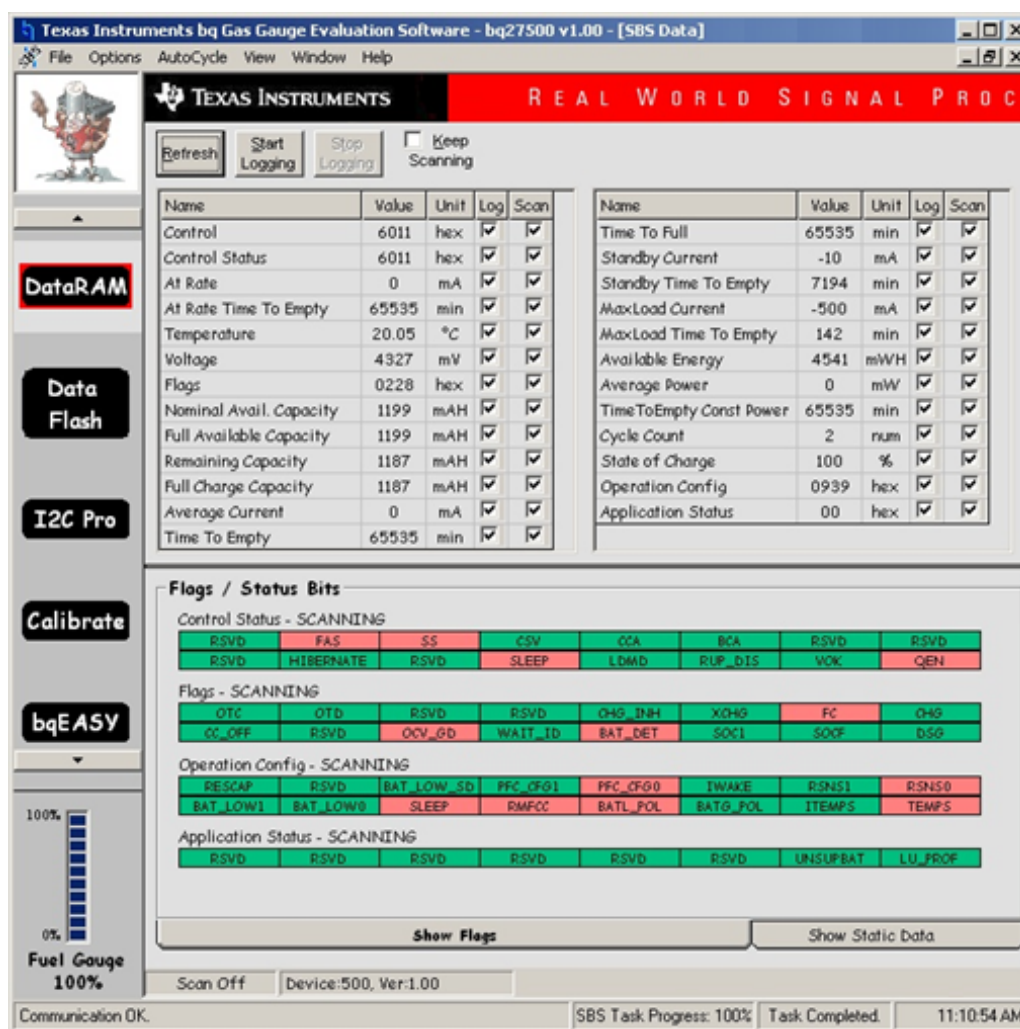 Texas Instruments bq Gas Gauge Evaluation Software - bq27500 v1.00 - [SBS Data]
File Options AutoCycle View Window Help
TEXAS INSTRUMENTS REAL WORLD SIGNAL PROC
Refresh Start Logging Stop Logging Keep Scanning
Name Value Unit Log Scan
Control 6011 hex
Control Status 6011 hex
At Rate 0 mA
At Rate Time To Empty 65535 min
Temperature 20.05 °C
Voltage 4327 mV
Flags 0228 hex
Nominal Avail. Capacity 1199 mAH
Full Available Capacity 1199 mAH
Remaining Capacity 1187 mAH
Full Charge Capacity 1187 mAH
Average Current 0 mA
Time To Empty 65535 min
Name Value Unit Log Scan
Time To Full 65535 min
Standby Current -10 mA
Standby Time To Empty 7194 min
MaxLoad Current -500 mA
MaxLoad Time To Empty 142 min
Available Energy 4541 mWH
Average Power 0 mW
TimeToEmpty Const Power 65535 min
Cycle Count 2 num
State of Charge 100 %
Operation Config 0939 hex
Application Status 00 hex
DataRAM
Data
Flash
I2C Pro
Calibrate
bqEASY
100%
0%
Fuel Gauge
100%
Flags / Status Bits
Control Status - SCANNING
RSVD FAS SS CSV CCA BCA RSVD RSVD
RSVD HIBERNATE RSVD SLEEP LDMD RUP_DIS VOK QEN
Flags - SCANNING
OTC OTD RSVD RSVD CHG_INH XCHG FC CHG
CC_OFF RSVD OCV_GD WAIT_ID BAT_DET SOC1 SOCF DSG
Operation Config - SCANNING
RESCAP RSVD BAT_LOW_SD PFC_CFG1 PFC_CFG0 IWAKE RSNS1 RSNS0
BAT_LOW1 BAT_LOW0 SLEEP RMFCC BATL_POL BATG_POL ITEMPS TEMPS
Application Status - SCANNING
RSVD RSVD RSVD RSVD RSVD RSVD UNSUPBAT LU_PROF
Show Flags Show Static Data
Scan Off Device:500, Ver:1.00
Communication OK. SBS Task Progress: 100% Task Completed. 11:10:54 AM